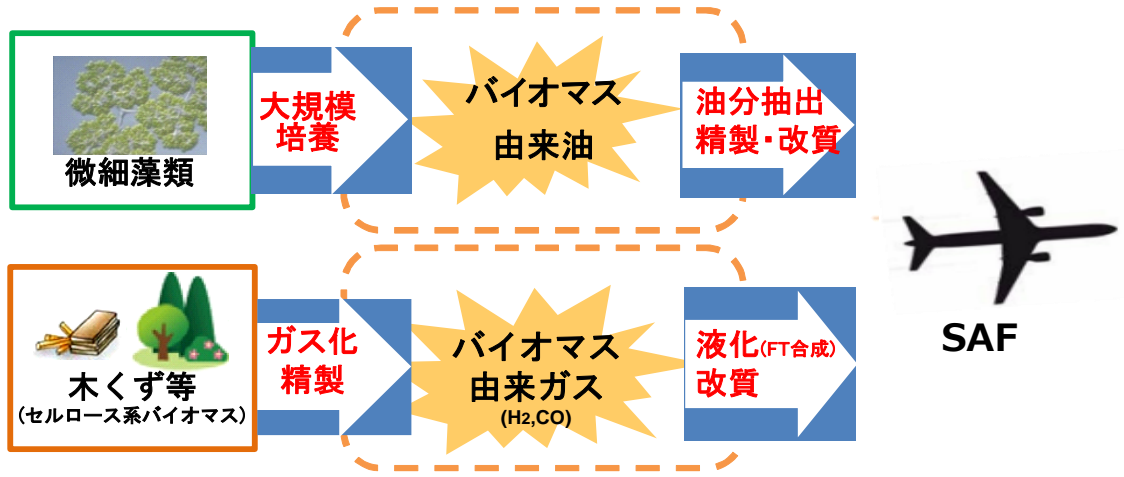 微細藻類
大規模
培養
バイオマス
由来油
油分抽出
精製・改質
木くず等
(セルロース系バイオマス)
ガス化
精製
バイオマス
由来ガス
(H2,CO)
液化(FT合成)
改質
SAF